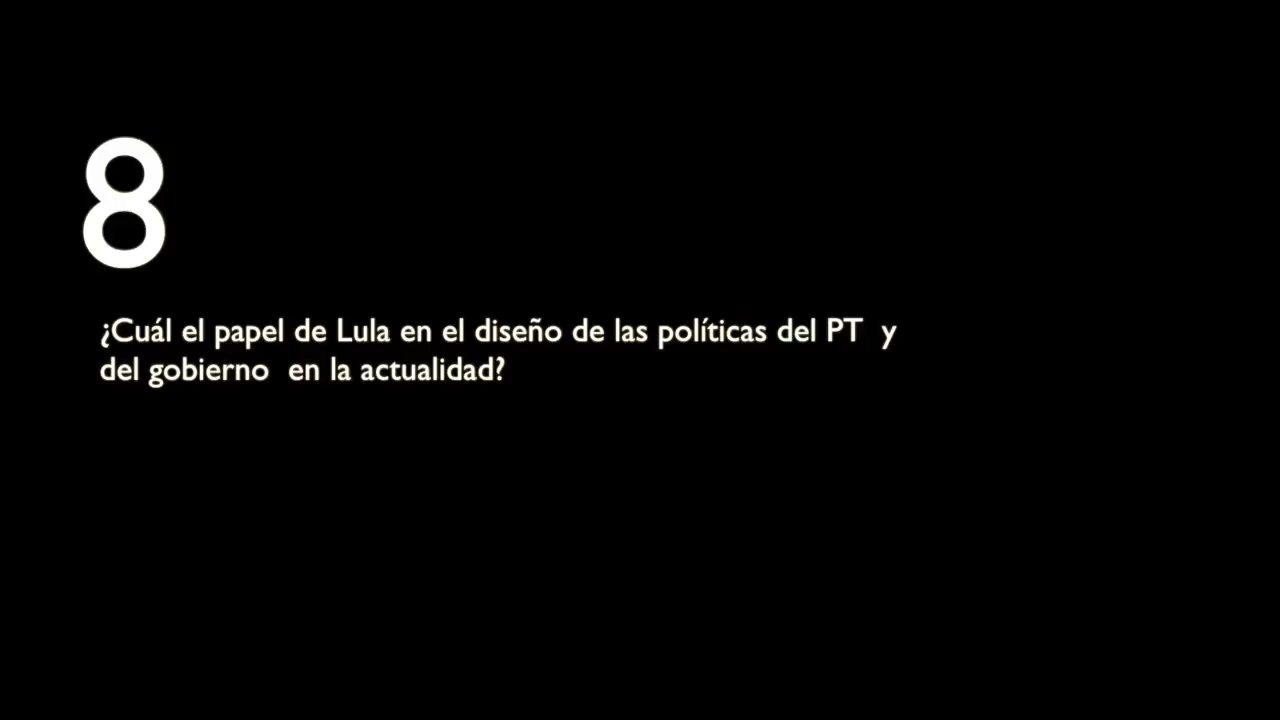 8
¿Cuál el papel de Lula en el diseño de las políticas del PT  y
del gobierno  en la actualidad?